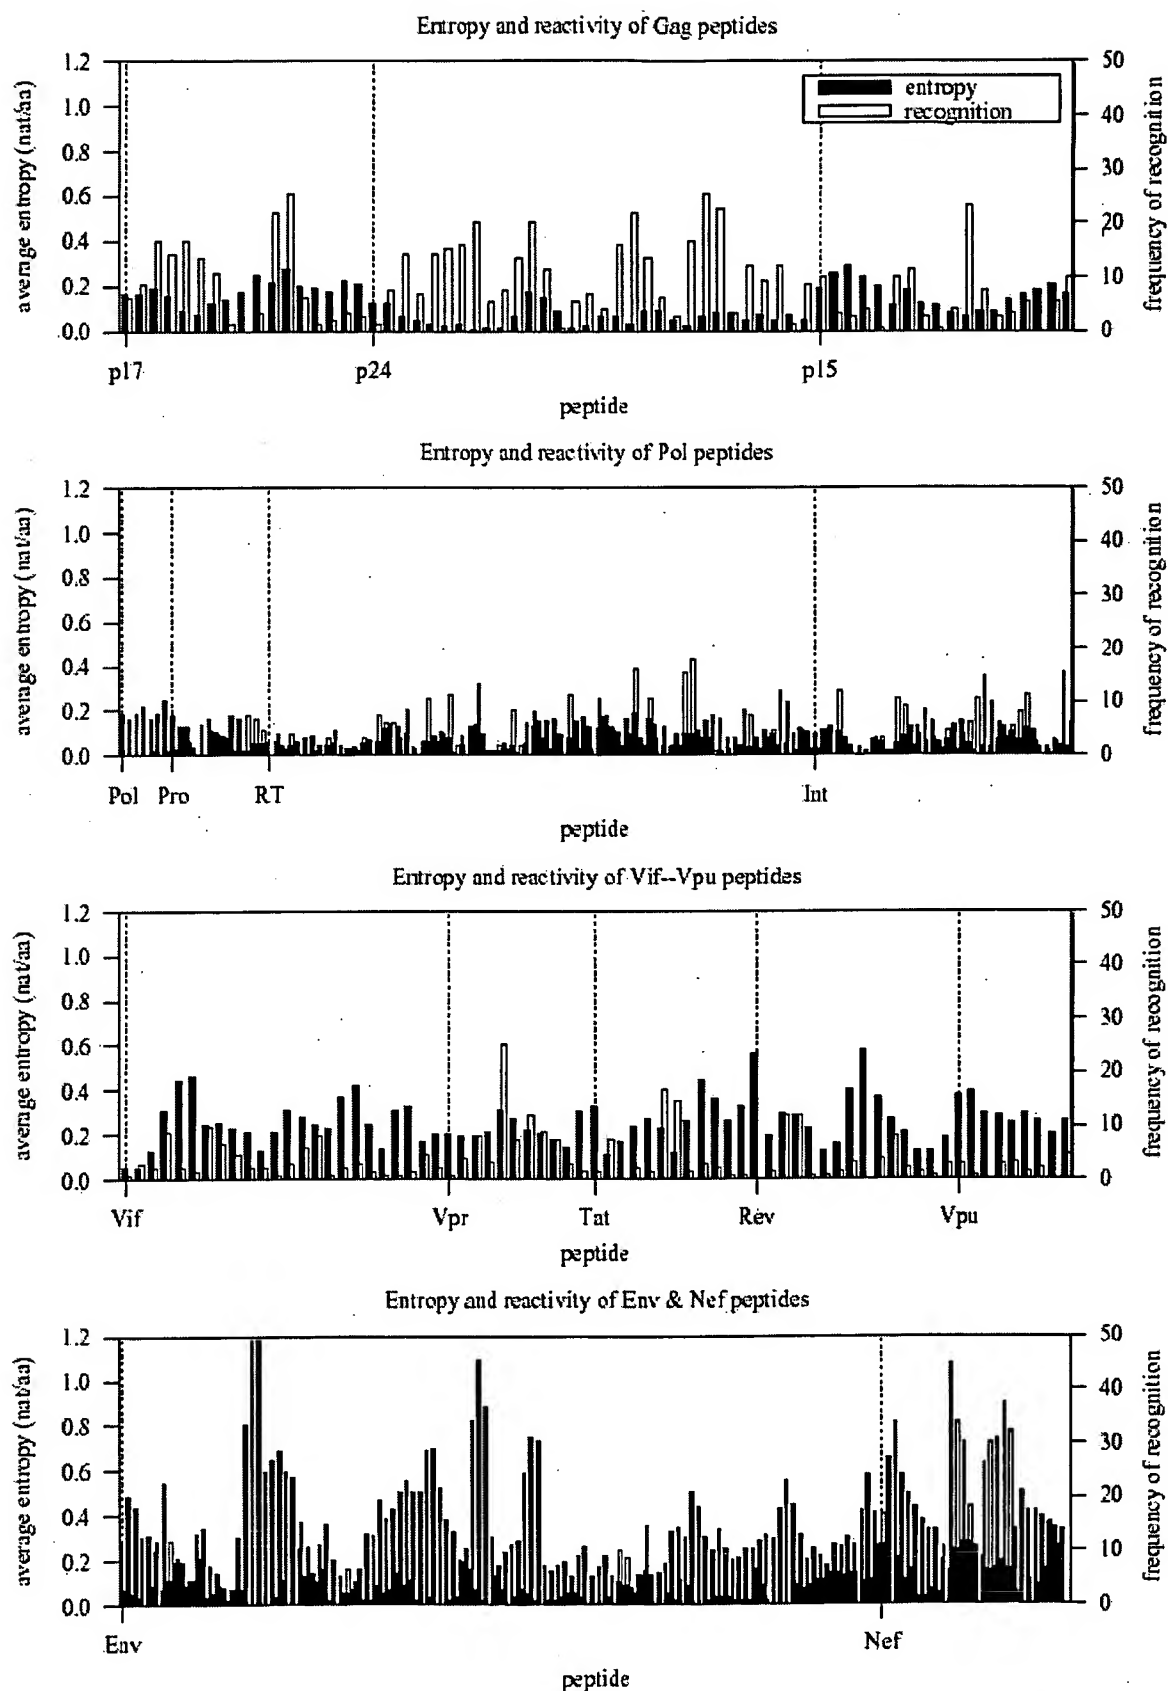 Entropy and reactivity of Gag peptides
average entropy (nat/aa)
1.2
1.0
0.8
0.6
0.4
0.2
0.0
entropy
recognition
50
40
30
20
10
0
frequency of recognition
p17 p24 p15
peptide
Entropy and reactivity of Pol peptides
average entropy (nat/aa)
1.2
1.0
0.8
0.6
0.4
0.2
0.0
50
40
30
20
10
0
frequency of recognition
Pol Pro RT Int
peptide
Entropy and reactivity of Vif--Vpu peptides
average entropy (nat/aa)
1.2
1.0
0.8
0.6
0.4
0.2
0.0
50
40
30
20
10
0
frequency of recognition
Vif Vpr Tat Rev Vpu
peptide
Entropy and reactivity of Env & Nef peptides
average entropy (nat/aa)
1.2
1.0
0.8
0.6
0.4
0.2
0.0
50
40
30
20
10
0
frequency of recognition
Env Nef
peptide